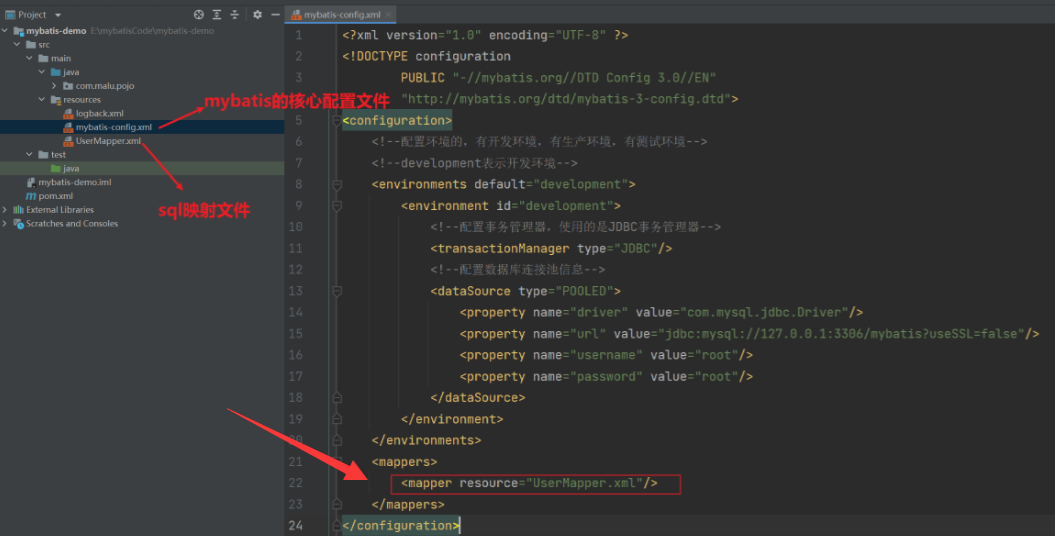 Project
mybatis-demo E:\mybatisCode\mybatis-demo
src
main
java
com.malu.pojo
resources
logback.xml
mybatis-config.xml
UserMapper.xml
test
java
mybatis-demo.iml
pom.xml
External Libraries
Scratches and Consoles
mybatis的核心配置文件
sql映射文件
mybatis-config.xml
1 <?xml version="1.0" encoding="UTF-8" ?>
2 <!DOCTYPE configuration
3 PUBLIC "-//mybatis.org//DTD Config 3.0//EN"
4 "http://mybatis.org/dtd/mybatis-3-config.dtd">
5 <configuration>
6 <!--配置环境的，有开发环境，有生产环境，有测试环境-->
7 <!--development表示开发环境-->
8 <environments default="development">
9 <environment id="development">
10 <!--配置事务管理器，使用的是JDBC事务管理器-->
11 <transactionManager type="JDBC"/>
12 <!--配置数据库连接池信息-->
13 <dataSource type="POOLED">
14 <property name="driver" value="com.mysql.jdbc.Driver"/>
15 <property name="url" value="jdbc:mysql://127.0.0.1:3306/mybatis?useSSL=false"/>
16 <property name="username" value="root"/>
17 <property name="password" value="root"/>
18 </dataSource>
19 </environment>
20 </environments>
21 <mappers>
22 <mapper resource="UserMapper.xml"/>
23 </mappers>
24 </configuration>